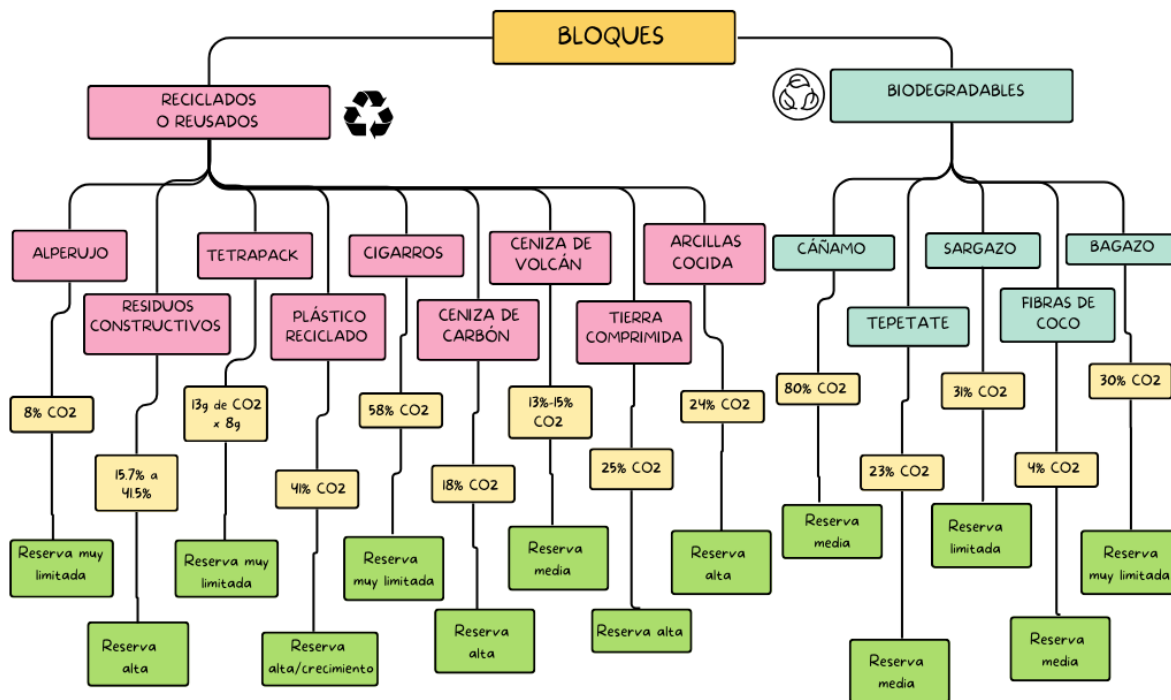 BLOQUES
RECICLADOS
O REUSADOS
BIODEGRADABLES
ALPERUJO
RESIDUOS
CONSTRUCTIVOS
TETRAPACK
PLÁSTICO
RECICLADO
CIGARROS
CENIZA DE
CARBÓN
CENIZA DE
VOLCÁN
TIERRA
COMPRIMIDA
ARCILLAS
COCIDA
CÁÑAMO
TEPETATE
SARGAZO
FIBRAS DE
COCO
BAGAZO
8% CO2
15.7% a
41.5%
13g de CO2
x 8g
41% CO2
58% CO2
18% CO2
13%-15%
CO2
25% CO2
24% CO2
80% CO2
23% CO2
31% CO2
4% CO2
30% CO2
Reserva muy
limitada
Reserva
alta
Reserva muy
limitada
Reserva
alta/crecimiento
Reserva
muy limitada
Reserva
alta
Reserva
media
Reserva alta
Reserva
alta
Reserva
media
Reserva
media
Reserva
limitada
Reserva
media
Reserva
muy limitada